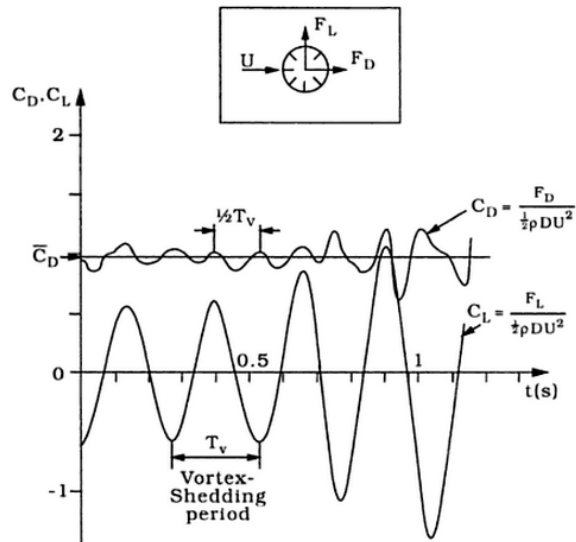 F_L
U
F_D
C_D.C_L
2
½T_v
C_D = F_D / ½ρDU²
C̅_D
C_L = F_L / ½ρDU²
0.5
1
0
t(s)
T_v
Vortex-
Shedding
period
-1